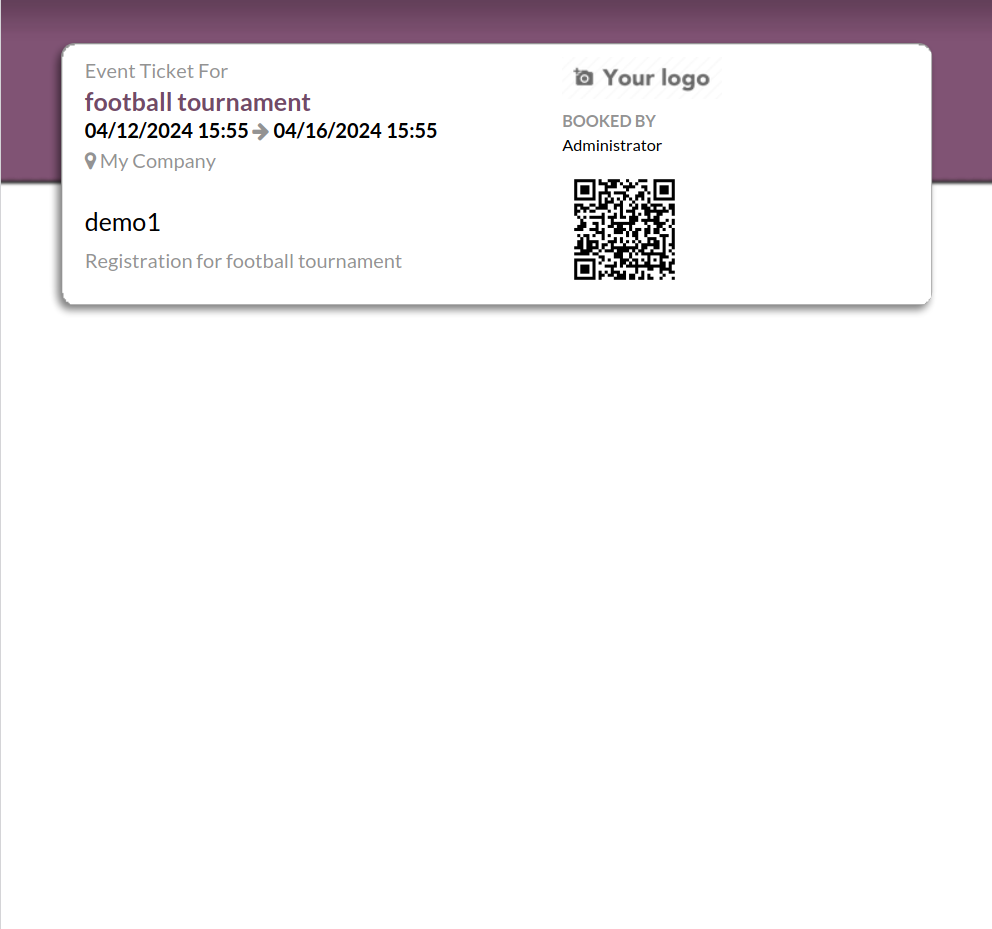 Event Ticket For
football tournament
04/12/2024 15:55 → 04/16/2024 15:55
My Company
demo1
Registration for football tournament
Your logo
BOOKED BY
Administrator